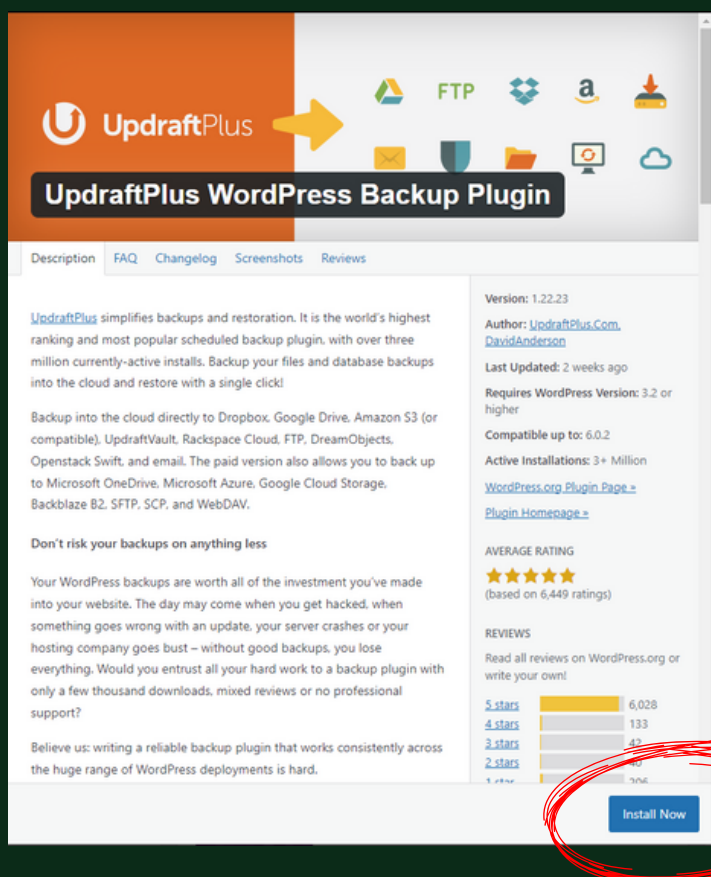 FTP
a
UpdraftPlus
UpdraftPlus WordPress Backup Plugin
Description FAQ Changelog Screenshots Reviews
UpdraftPlus simplifies backups and restoration. It is the world's highest
ranking and most popular scheduled backup plugin, with over three
million currently-active installs. Backup your files and database backups
into the cloud and restore with a single click!
Backup into the cloud directly to Dropbox, Google Drive, Amazon S3 (or
compatible), UpdraftVault, Rackspace Cloud, FTP, DreamObjects,
Openstack Swift, and email. The paid version also allows you to back up
to Microsoft OneDrive, Microsoft Azure, Google Cloud Storage,
Backblaze B2, SFTP, SCP, and WebDAV.
Don't risk your backups on anything less
Your WordPress backups are worth all of the investment you've made
into your website. The day may come when you get hacked, when
something goes wrong with an update, your server crashes or your
hosting company goes bust – without good backups, you lose
everything. Would you entrust all your hard work to a backup plugin with
only a few thousand downloads, mixed reviews or no professional
support?
Believe us: writing a reliable backup plugin that works consistently across
the huge range of WordPress deployments is hard.
Version: 1.22.23
Author: UpdraftPlus.Com,
DavidAnderson
Last Updated: 2 weeks ago
Requires WordPress Version: 3.2 or
higher
Compatible up to: 6.0.2
Active Installations: 3+ Million
WordPress.org Plugin Page »
Plugin Homepage »
AVERAGE RATING
(based on 6,449 ratings)
REVIEWS
Read all reviews on WordPress.org or
write your own!
5 stars 6,028
4 stars 133
3 stars 42
2 stars 40
1 star 206
Install Now